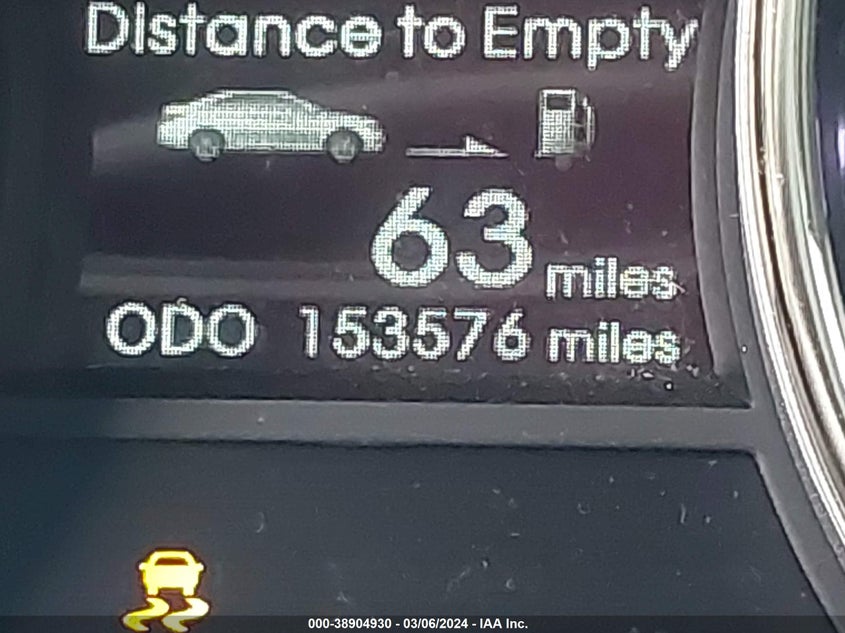 Distance to Empty
63 miles
ODO 153576 miles
000-38904930 - 03/06/2024 - IAA Inc.